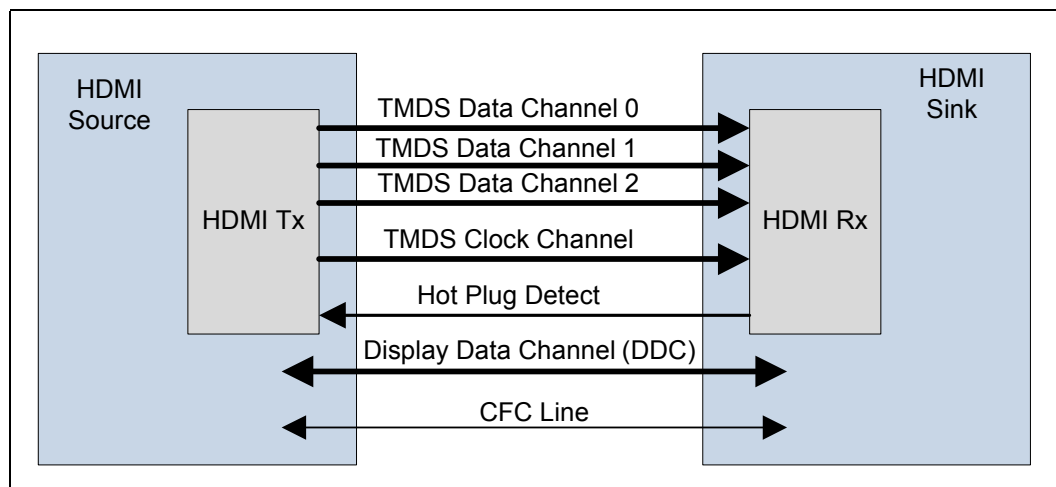 HDMI
Source
HDMI
Sink
TMDS Data Channel 0
TMDS Data Channel 1
TMDS Data Channel 2
HDMI Tx
HDMI Rx
TMDS Clock Channel
Hot Plug Detect
Display Data Channel (DDC)
CFC Line